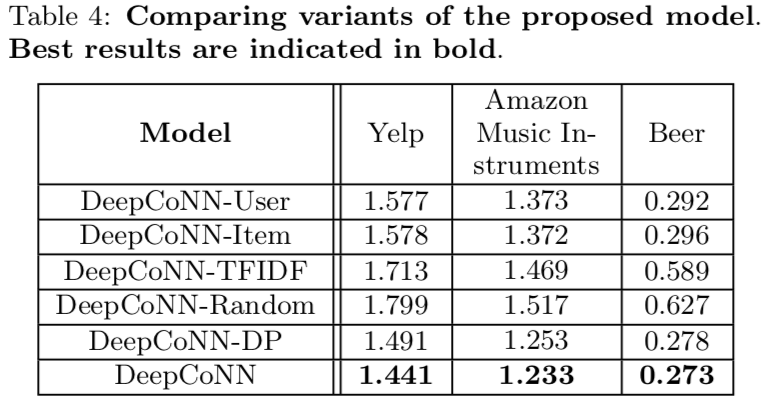 Table 4: Comparing variants of the proposed model.
Best results are indicated in bold.
Model Yelp Amazon Music In-struments Beer
DeepCoNN-User 1.577 1.373 0.292
DeepCoNN-Item 1.578 1.372 0.296
DeepCoNN-TFIDF 1.713 1.469 0.589
DeepCoNN-Random 1.799 1.517 0.627
DeepCoNN-DP 1.491 1.253 0.278
DeepCoNN 1.441 1.233 0.273